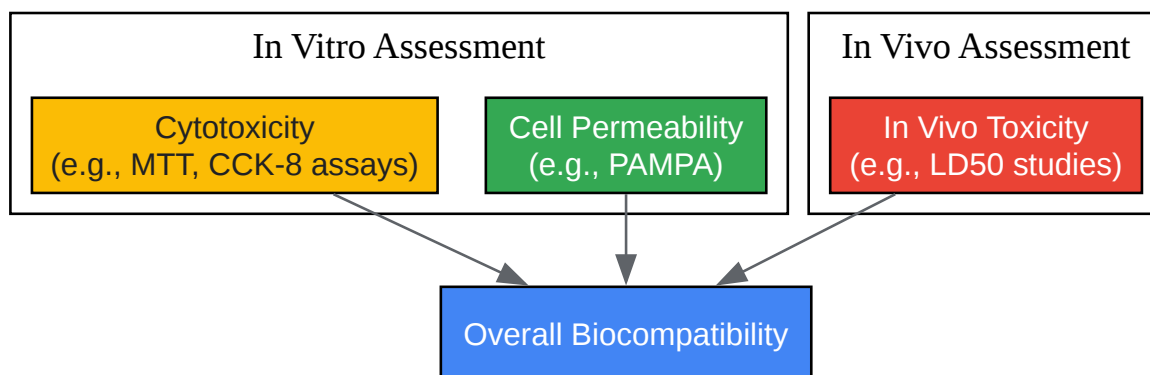 In Vitro Assessment
In Vivo Assessment
Cytotoxicity
(e.g., MTT, CCK-8 assays)
Cell Permeability
(e.g., PAMPA)
In Vivo Toxicity
(e.g., LD50 studies)
Overall Biocompatibility